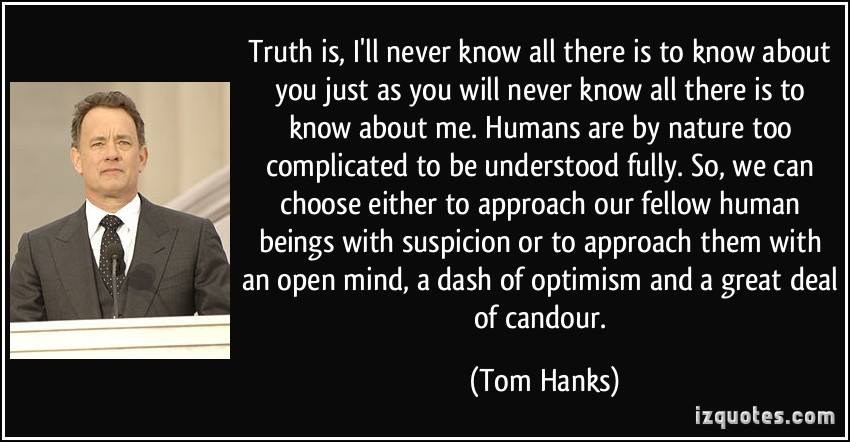 Truth is, I'll never know all there is to know about
you just as you will never know all there is to
know about me. Humans are by nature too
complicated to be understood fully. So, we can
choose either to approach our fellow human
beings with suspicion or to approach them with
an open mind, a dash of optimism and a great deal
of candour.
(Tom Hanks)
izquotes.com